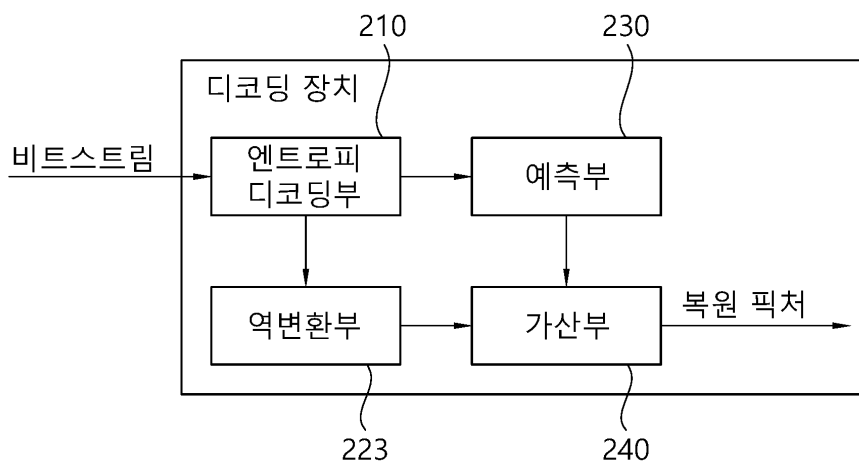 210
230
디코딩 장치
비트스트림
엔트로피
디코딩부
예측부
역변환부
가산부
복원 픽처
223
240